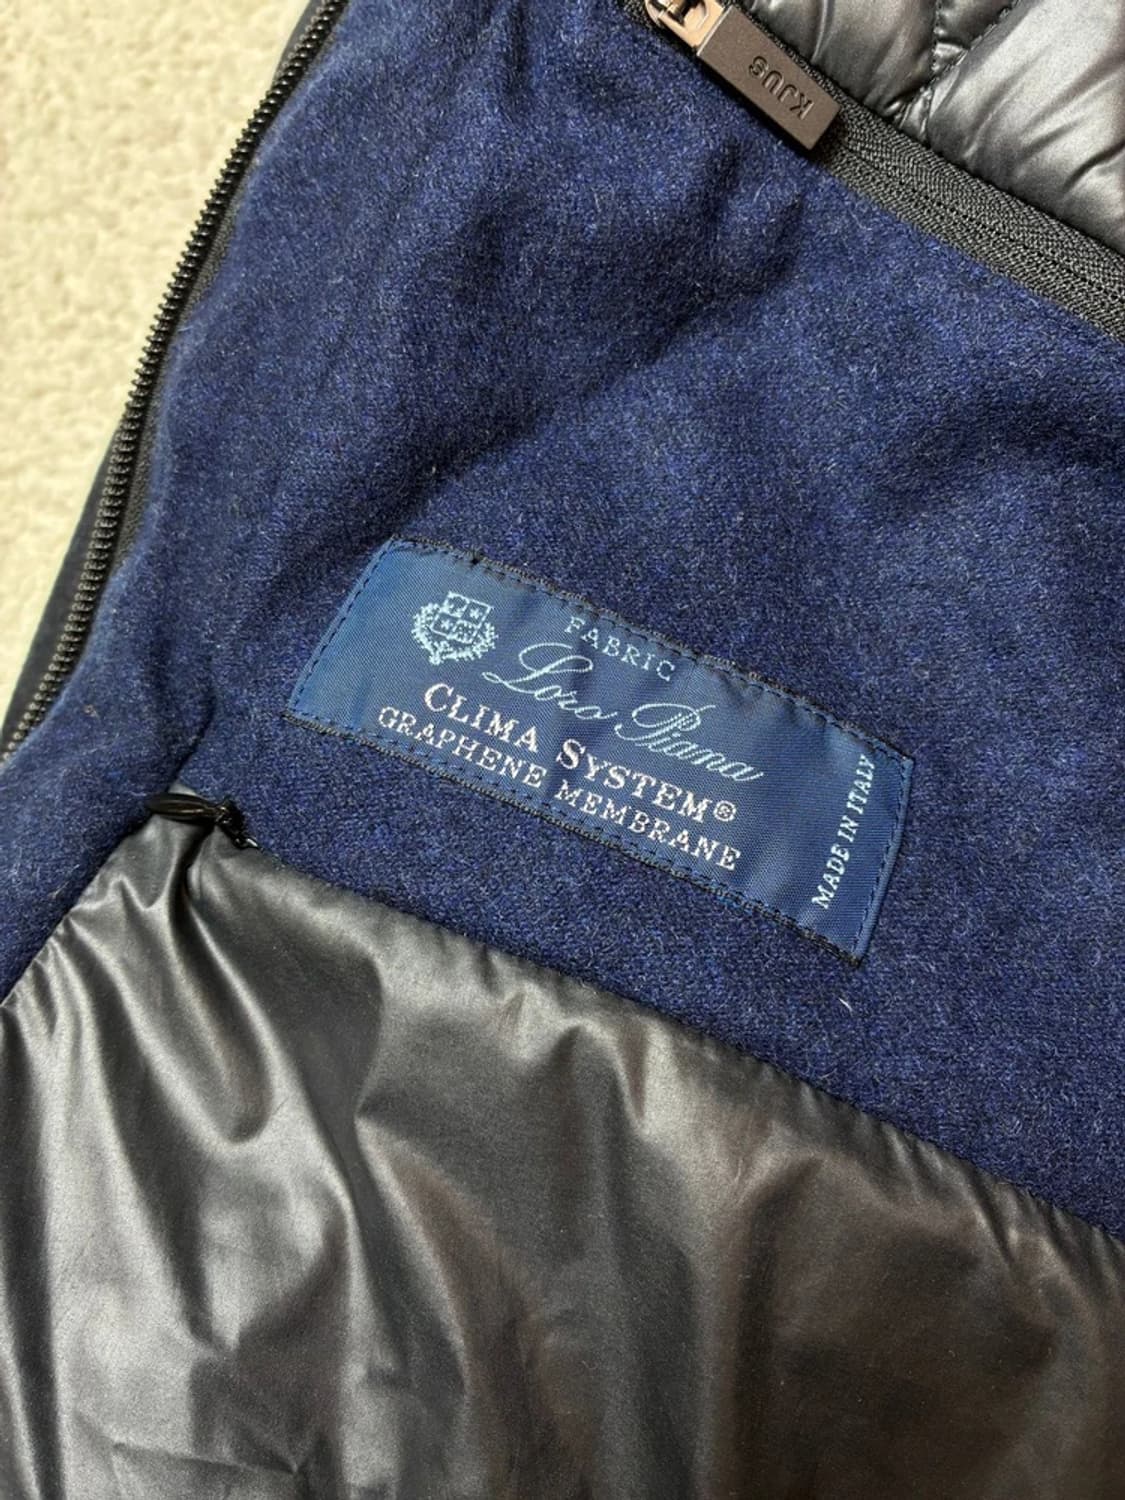 KJUS
FABRIC
Loro Piana
CLIMA SYSTEM®
GRAPHENE MEMBRANE
MADE IN ITALY